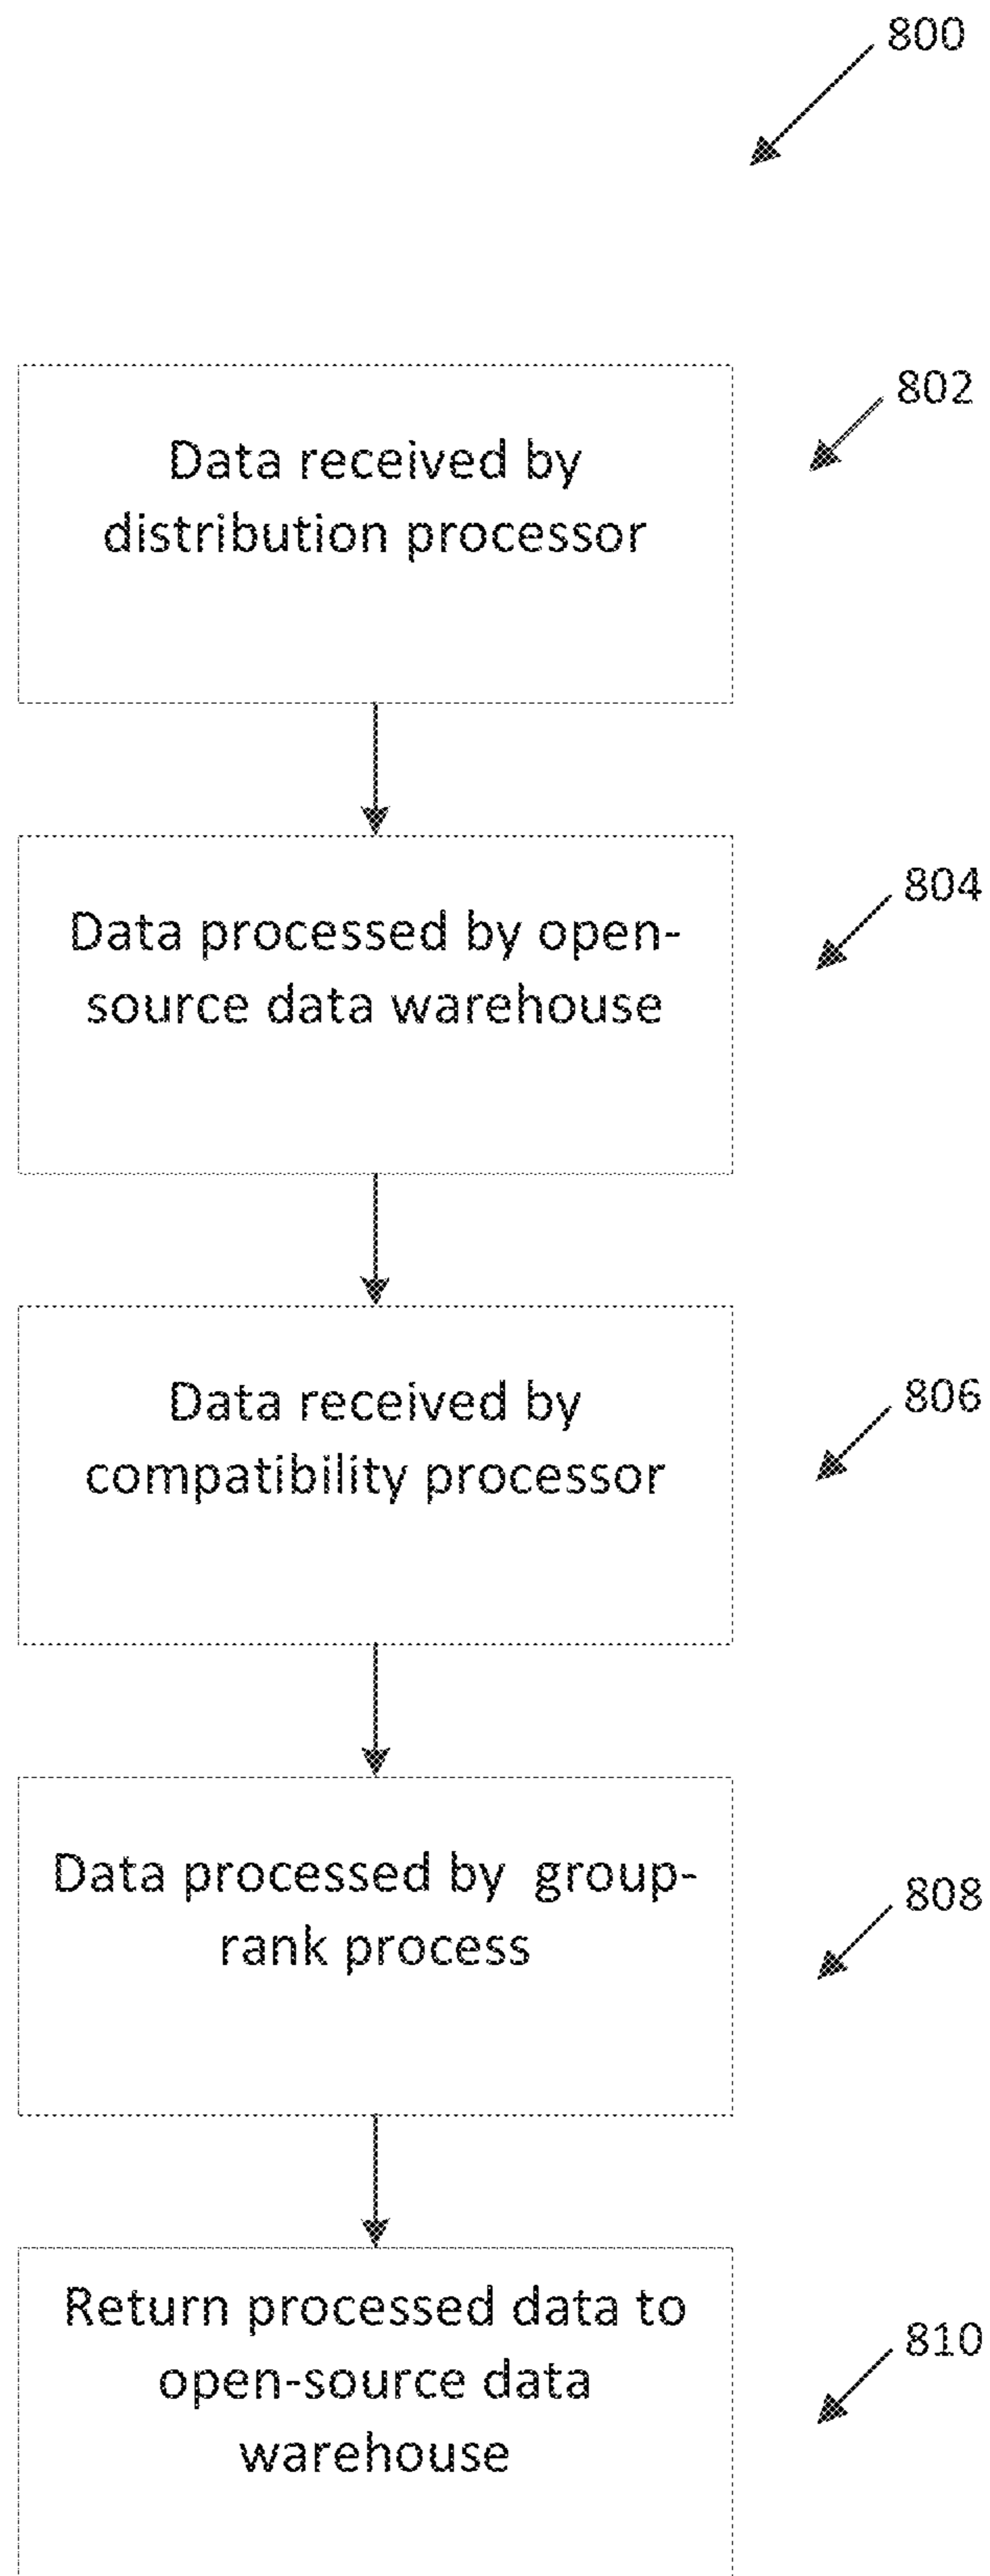 800
802
Data received by
distribution processor
804
Data processed by open-
source data warehouse
806
Data received by
compatibility processor
808
Data processed by group-
rank process
810
Return processed data to
open-source data
warehouse